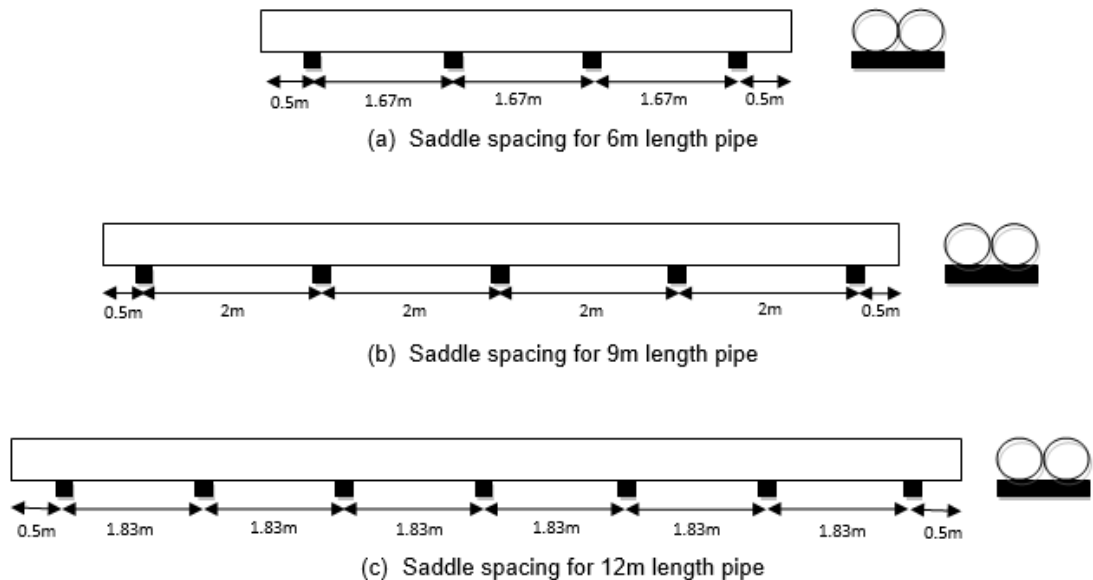 0.5m 1.67m 1.67m 1.67m 0.5m
(a) Saddle spacing for 6m length pipe
0.5m 2m 2m 2m 2m 0.5m
(b) Saddle spacing for 9m length pipe
0.5m 1.83m 1.83m 1.83m 1.83m 1.83m 1.83m 0.5m
(c) Saddle spacing for 12m length pipe